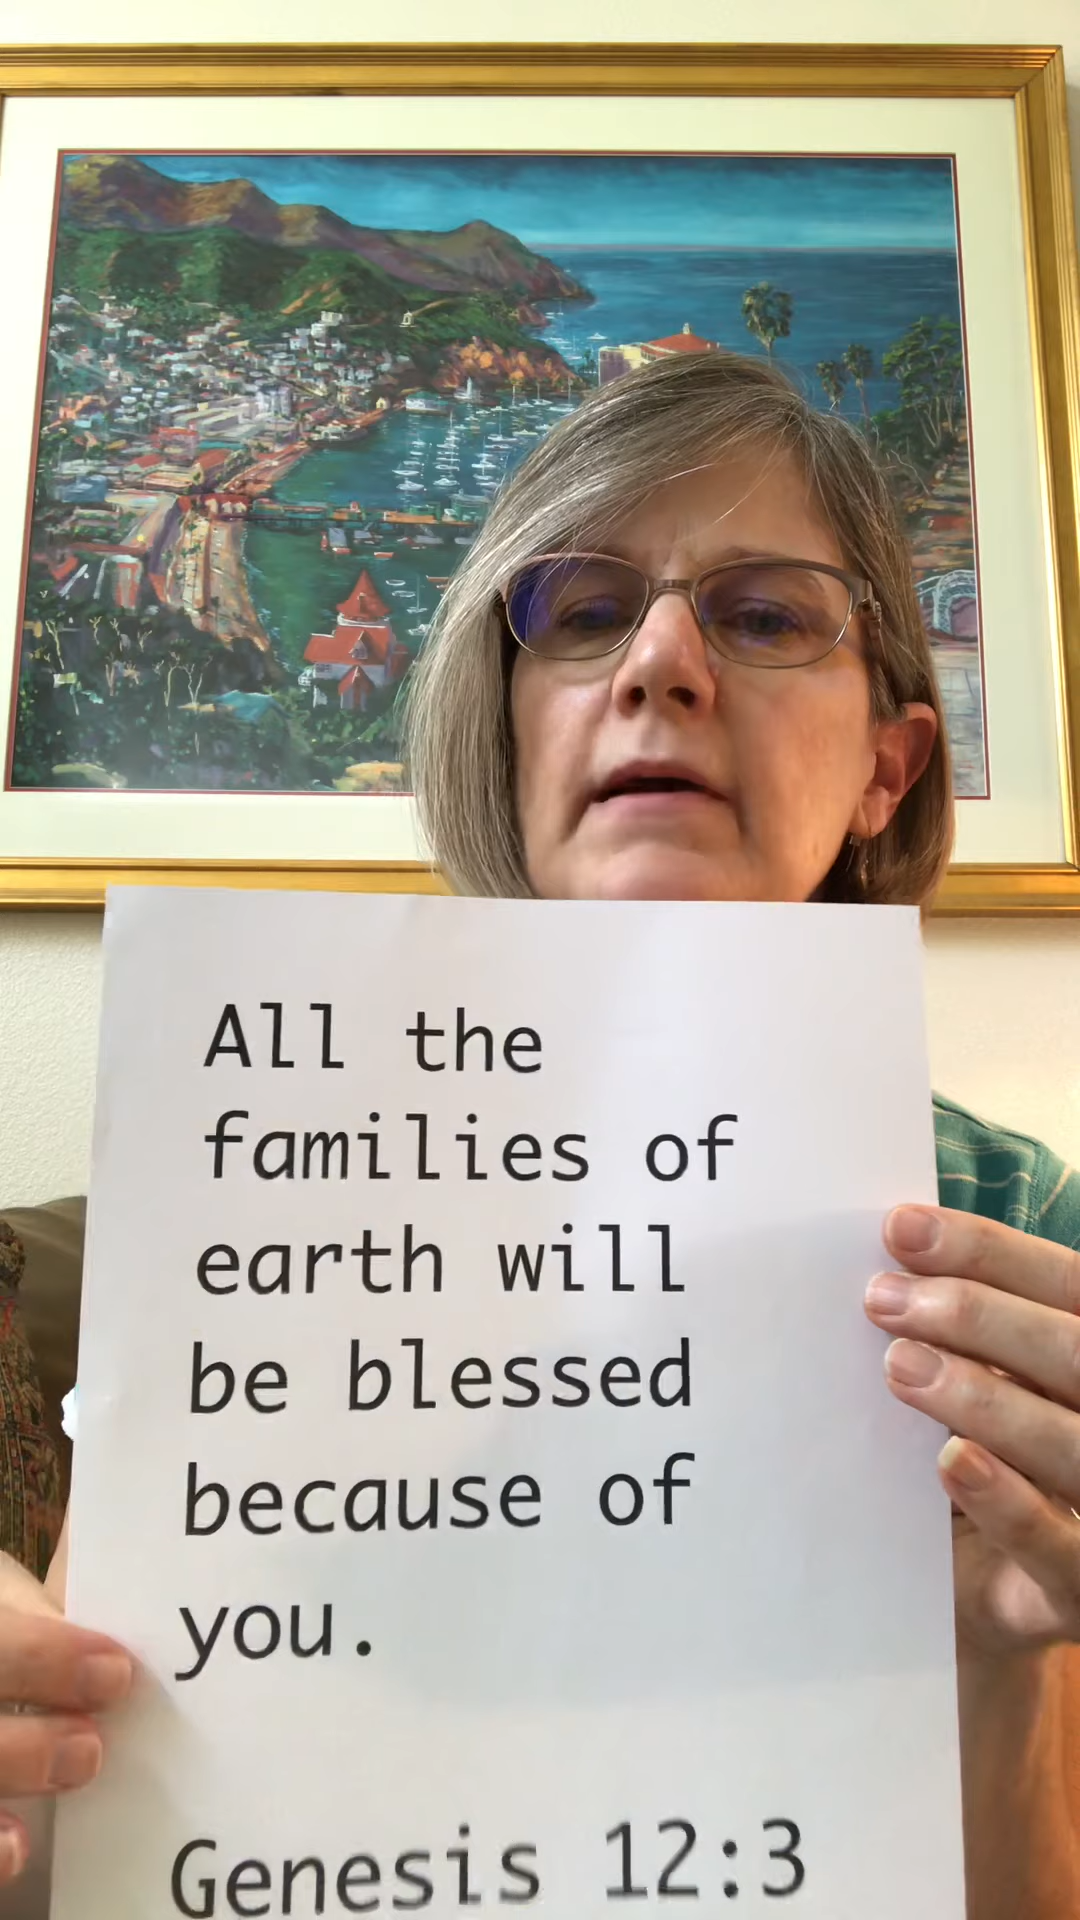 All the
families of
earth will
be blessed
because of
you.
Genesis 12:3